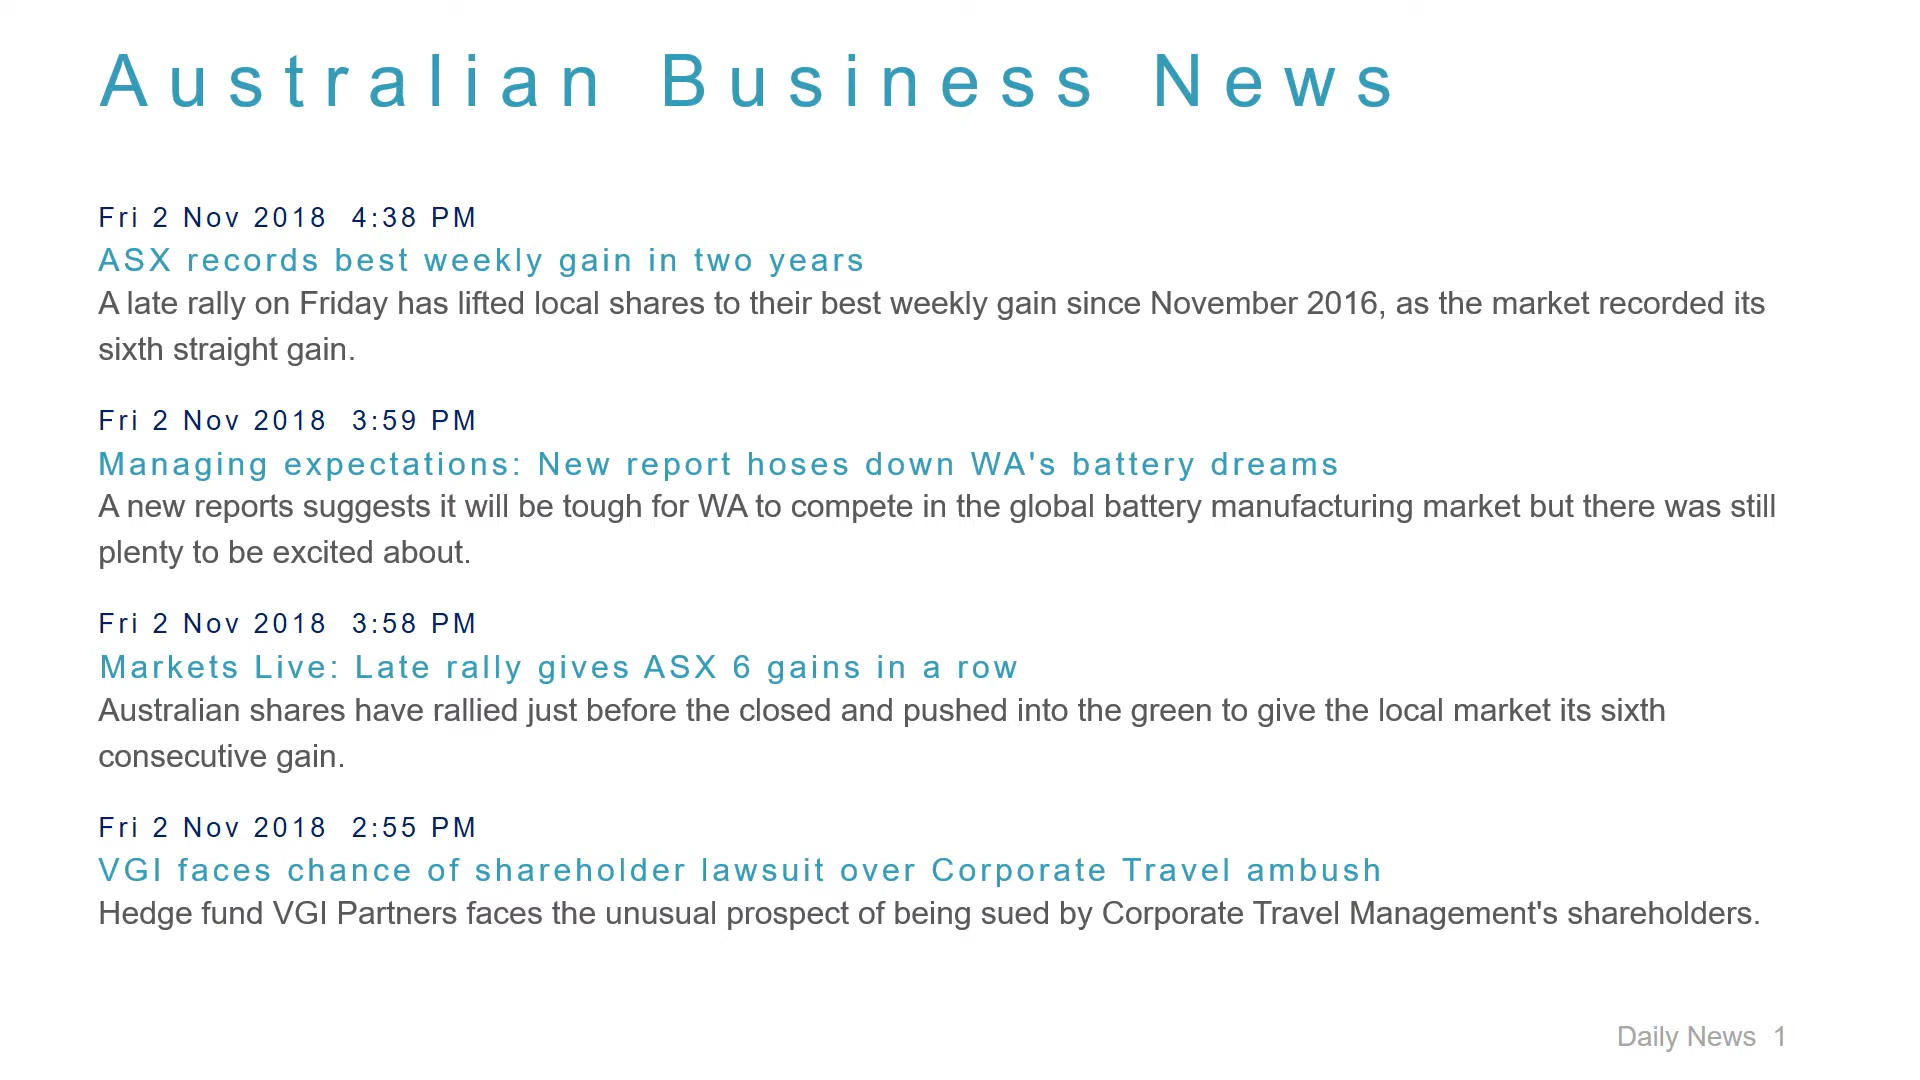 Australian Business News
Fri 2 Nov 2018  4:38 PM
ASX records best weekly gain in two years
A late rally on Friday has lifted local shares to their best weekly gain since November 2016, as the market recorded its
sixth straight gain.
Fri 2 Nov 2018  3:59 PM
Managing expectations: New report hoses down WA's battery dreams
A new reports suggests it will be tough for WA to compete in the global battery manufacturing market but there was still
plenty to be excited about.
Fri 2 Nov 2018  3:58 PM
Markets Live: Late rally gives ASX 6 gains in a row
Australian shares have rallied just before the closed and pushed into the green to give the local market its sixth
consecutive gain.
Fri 2 Nov 2018  2:55 PM
VGI faces chance of shareholder lawsuit over Corporate Travel ambush
Hedge fund VGI Partners faces the unusual prospect of being sued by Corporate Travel Management's shareholders.
Daily News  1